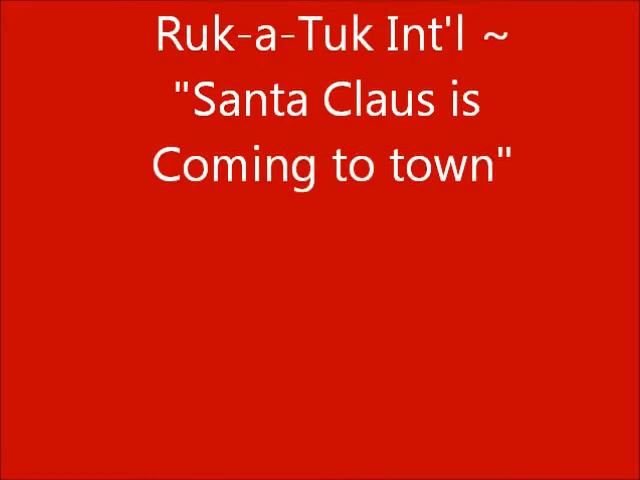 Ruk-a-Tuk Int'l ~
"Santa Claus is
Coming to town"